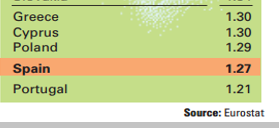 Greece 1.30
Cyprus 1.30
Poland 1.29
Spain 1.27
Portugal 1.21
Source: Eurostat